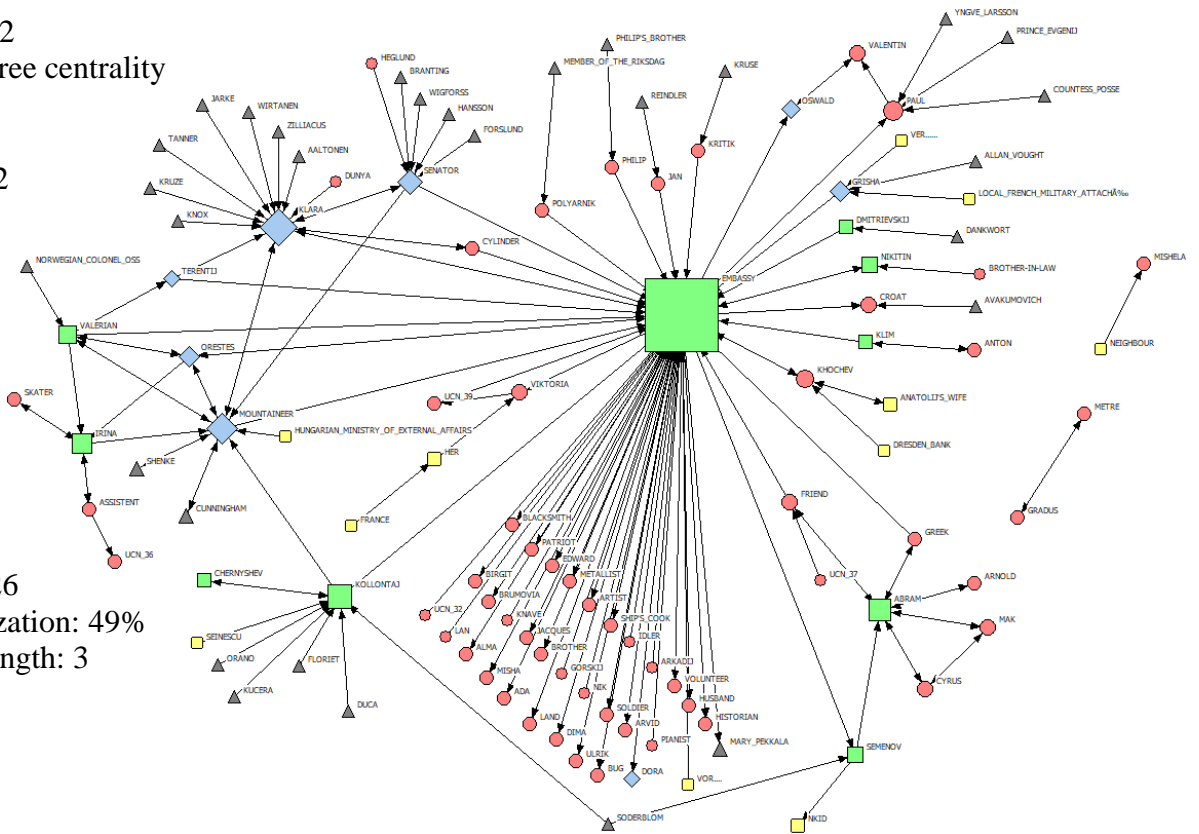 2
ree centrality
2
26
zation: 49%
ngth: 3
YNGVE_LARSSON
PRINCE_EVGENIJ
PHILIP'S_BROTHER
VALENTIN
HEGLUND
MEMBER_OF_THE_RIKSDAG
KRUSE
BRANTING
WIGFORSS
REINDLER
OSWALD
PAUL
COUNTESS_POSSE
JARKE
WIRTANEN
HANSSON
ZILLIACUS
FORSLUND
VER......
TANNER
AALTONEN
KRITIK
ALLAN_VOUGHT
PHILIP
SENATOR
DUNYA
JAN
GRISHA
KRUZE
LOCAL_FRENCH_MILITARY_ATTACHÃ‰
POLYARNIK
KLARA
KNOX
DMITRIEVSKIJ
DANKWORT
CYLINDER
NORWEGIAN_COLONEL_OSS
TERENTIJ
NIKITIN
BROTHER-IN-LAW
MISHELA
EMBASSY
CROAT
AVAKUMOVICH
VALERIAN
KLIM
ORESTES
ANTON
NEIGHBOUR
KHOCHEV
VIKTORIA
SKATER
UCN_39
ANATOLIJ'S_WIFE
MOUNTAINEER
METRE
IRINA
HUNGARIAN_MINISTRY_OF_EXTERNAL_AFFAIRS
DRESDEN_BANK
HER
SHENKE
ASSISTENT
FRIEND
CUNNINGHAM
GRADUS
FRANCE
BLACKSMITH
GREEK
PATRIOT
UCN_36
EDWARD
CHERNYSHEV
BIRGIT
METALLIST
UCN_37
ARNOLD
KOLLONTAJ
BRUMOVIA
ARTIST
ABRAM
UCN_32
KNAVE
SHIP'S_COOK
MAK
LAN
JACQUES
IDLER
SEINESCU
ALMA
BROTHER
ORANO
FLORIET
GORSKIJ
ARKADIJ
MISHA
VOLUNTEER
CYRUS
KUCERA
ADA
NIK
HUSBAND
DUCA
LAND
SOLDIER
HISTORIAN
DIMA
ARVID
PIANIST
MARY_PEKKALA
SEMENOV
ULRIK
BUG
DORA
VOR....
SODERBLOM
NKID